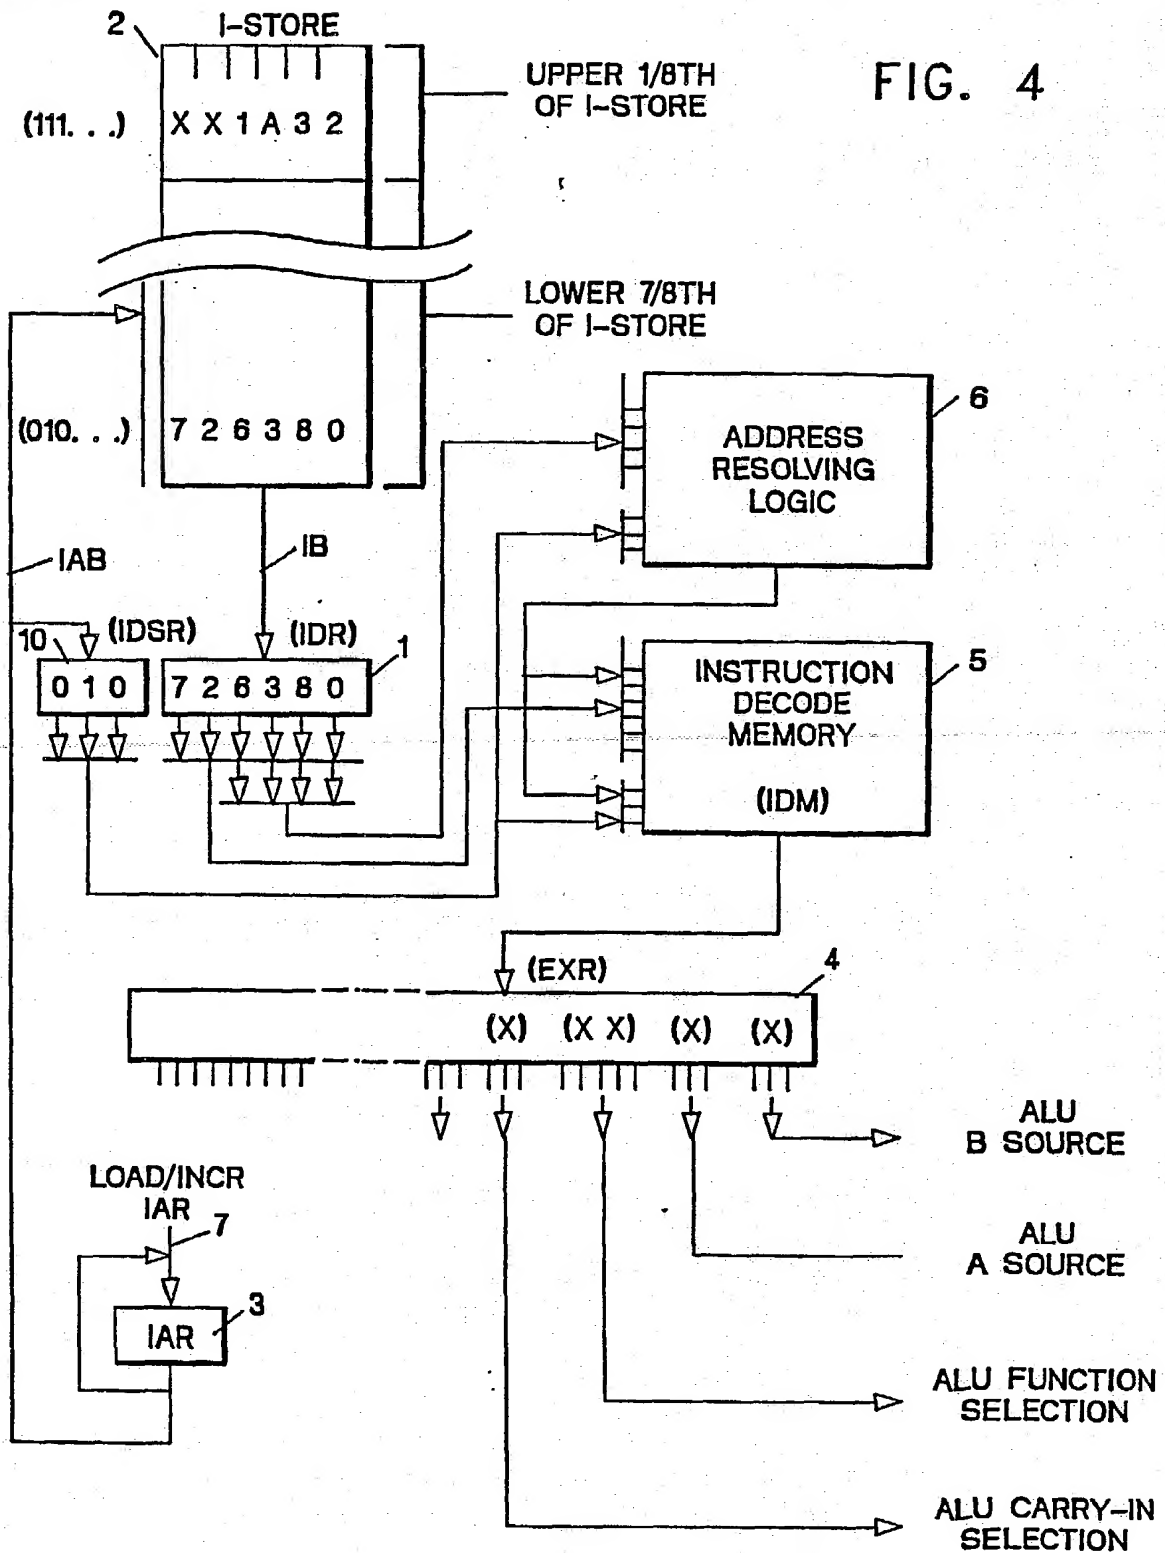 2
I-STORE
FIG. 4
UPPER 1/8TH
OF I-STORE
(111. . .)
X X 1 A 3 2
LOWER 7/8TH
OF I-STORE
(010. . .)
7 2 6 3 8 0
6
ADDRESS
RESOLVING
LOGIC
IAB
IB
10
(IDSR)
(IDR)
1
0 1 0
7 2 6 3 8 0
5
INSTRUCTION
DECODE
MEMORY
(IDM)
(EXR)
4
(X) (X X) (X) (X)
ALU
B SOURCE
LOAD/INCR
IAR
7
ALU
A SOURCE
3
IAR
ALU FUNCTION
SELECTION
ALU CARRY-IN
SELECTION